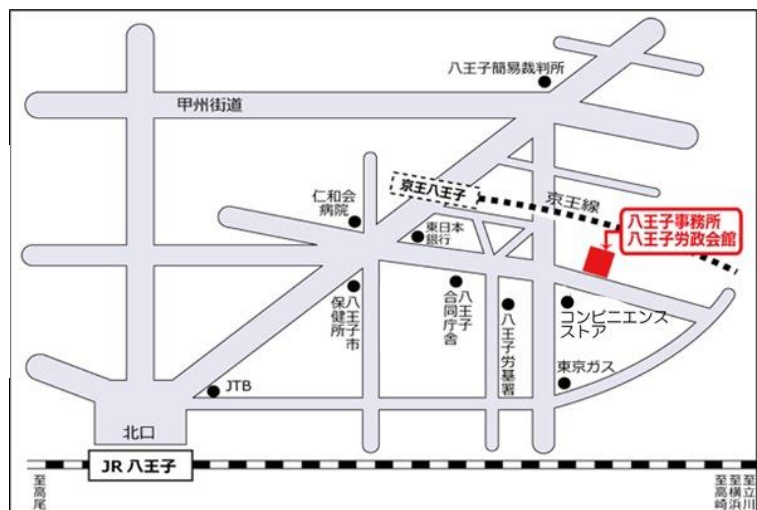 八王子簡易裁判所
甲州街道
京王八王子
京王線
仁和会
病院
東日本
銀行
八王子事務所
八王子労政会館
八王子市
保健所
八王子
合同庁舎
八王子労基署
コンビニエンス
ストア
東京ガス
JTB
北口
JR 八王子
至高尾
至立川
至横浜
至高崎